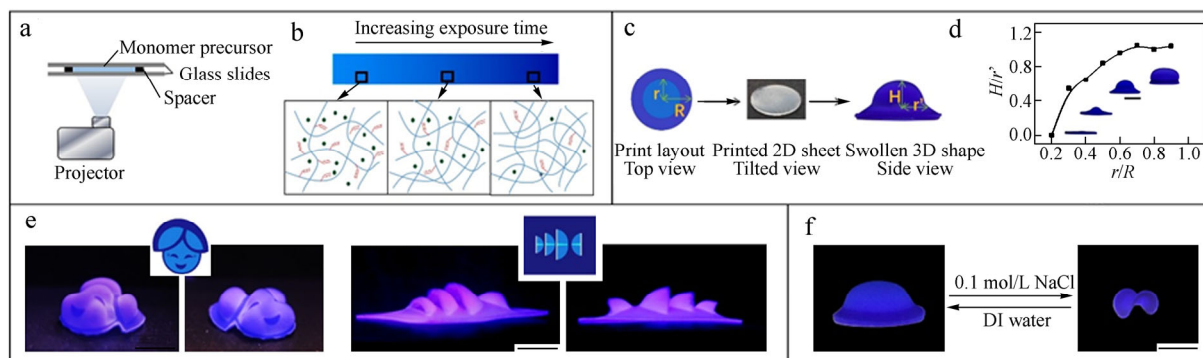 a
Monomer precursor
Glass slides
Spacer
Projector
b
Increasing exposure time
c
r
R
H
r'
Print layout
Top view
Printed 2D sheet
Tilted view
Swollen 3D shape
Side view
d
H/r'
1.2
0.8
0.4
0.0
0.2 0.4 0.6 0.8 1.0
r/R
e
f
0.1 mol/L NaCl
DI water